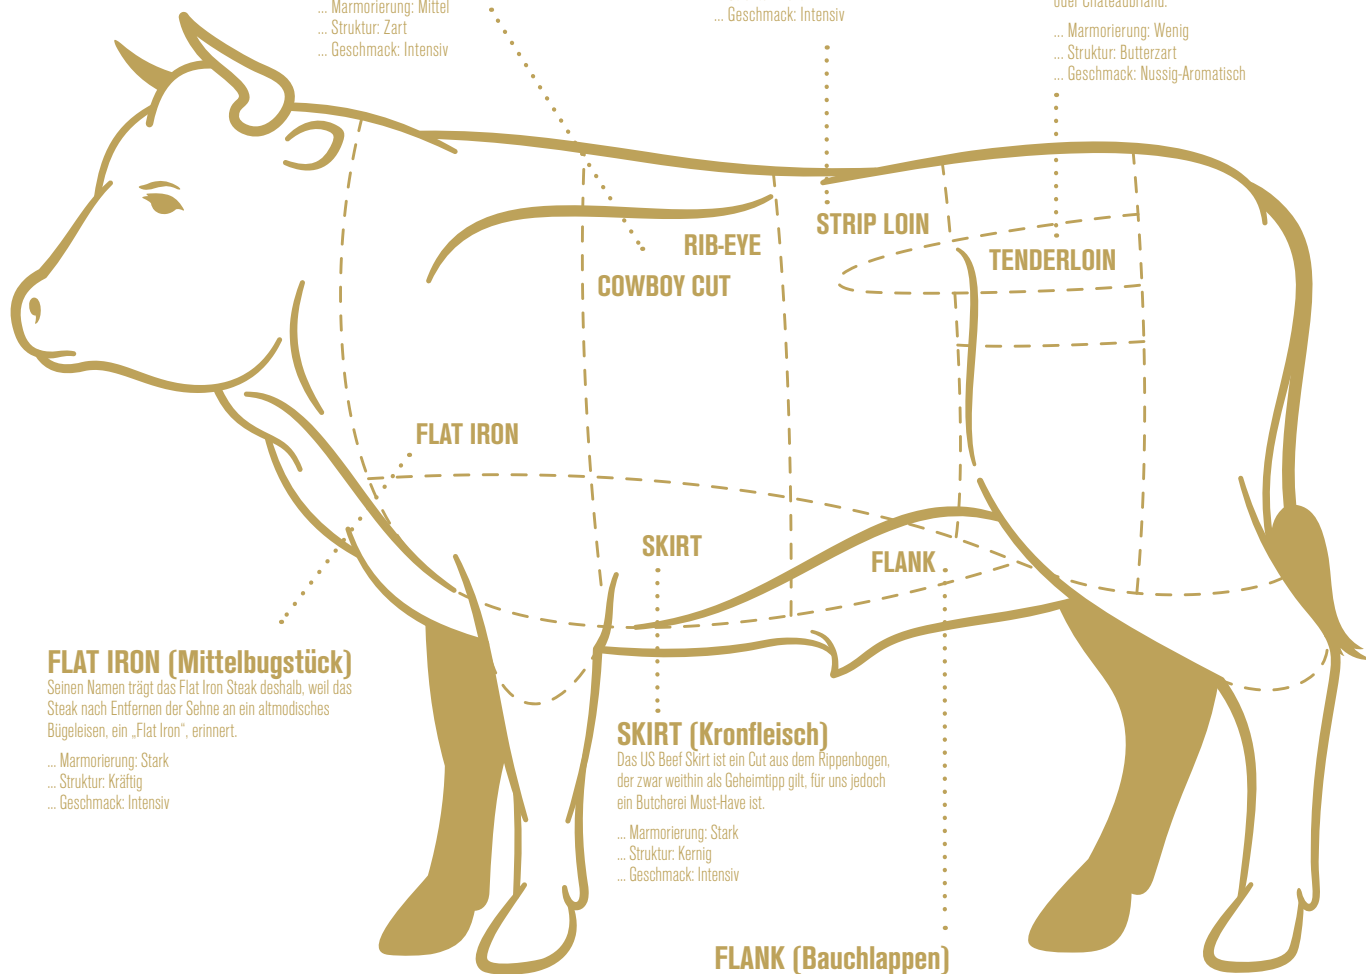 ... Marmorierung: Mittel
... Struktur: Zart
... Geschmack: Intensiv
... Geschmack: Intensiv
oder Chateaubriand.
... Marmorierung: Wenig
... Struktur: Butterzart
... Geschmack: Nussig-Aromatisch
STRIP LOIN
RIB-EYE
TENDERLOIN
COWBOY CUT
FLAT IRON
SKIRT
FLANK
FLAT IRON (Mittelbugstück)
Seinen Namen trägt das Flat Iron Steak deshalb, weil das
Steak nach Entfernen der Sehne an ein altmodisches
Bügeleisen, ein „Flat Iron“, erinnert.
... Marmorierung: Stark
... Struktur: Kräftig
... Geschmack: Intensiv
SKIRT (Kronfleisch)
Das US Beef Skirt ist ein Cut aus dem Rippenbogen,
der zwar weithin als Geheimtipp gilt, für uns jedoch
ein Butcherei Must-Have ist.
... Marmorierung: Stark
... Struktur: Kernig
... Geschmack: Intensiv
FLANK (Bauchlappen)